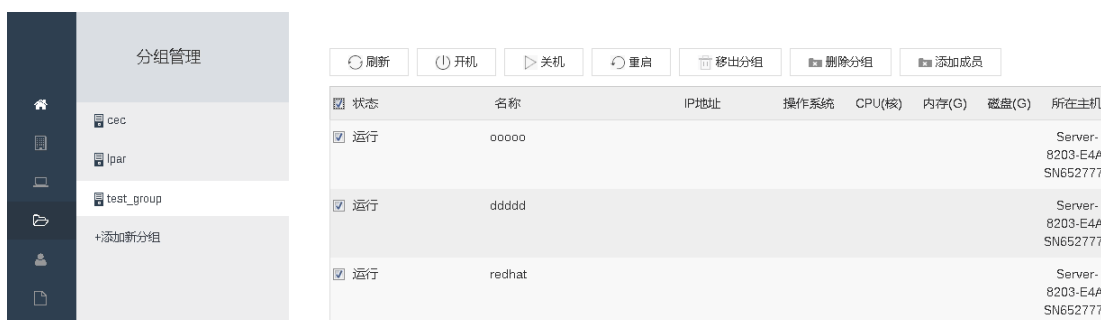 分组管理
cec
lpar
test_group
+添加新分组
刷新 开机 关机 重启 移出分组 删除分组 添加成员
状态 名称 IP地址 操作系统 CPU(核) 内存(G) 磁盘(G) 所在主机
运行 ooooo Server-
8203-E4A
SN652777
运行 ddddd Server-
8203-E4A
SN652777
运行 redhat Server-
8203-E4A
SN652777